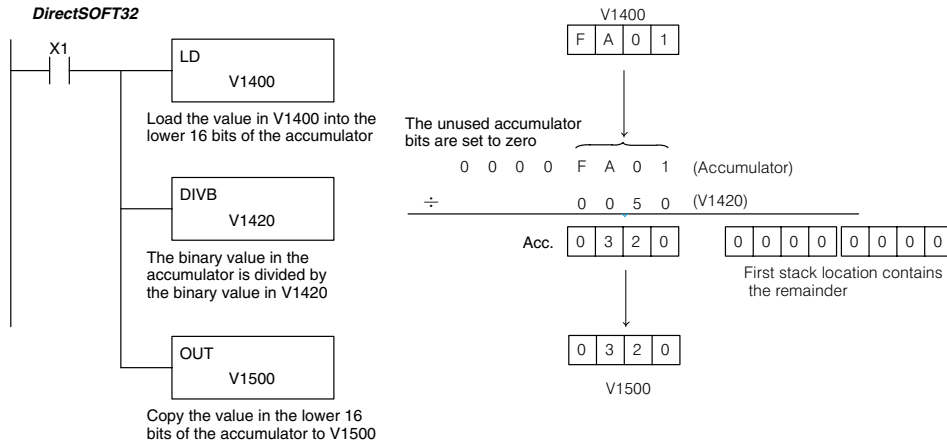 DirectSOFT32
X1
LD
V1400
Load the value in V1400 into the
lower 16 bits of the accumulator
DIVB
V1420
The binary value in the
accumulator is divided by
the binary value in V1420
OUT
V1500
Copy the value in the lower 16
bits of the accumulator to V1500
V1400
F A 0 1
The unused accumulator
bits are set to zero
0 0 0 0 F A 0 1 (Accumulator)
÷ 0 0 5 0 (V1420)
Acc. 0 3 2 0 0 0 0 0 0 0 0 0
First stack location contains
the remainder
0 3 2 0
V1500